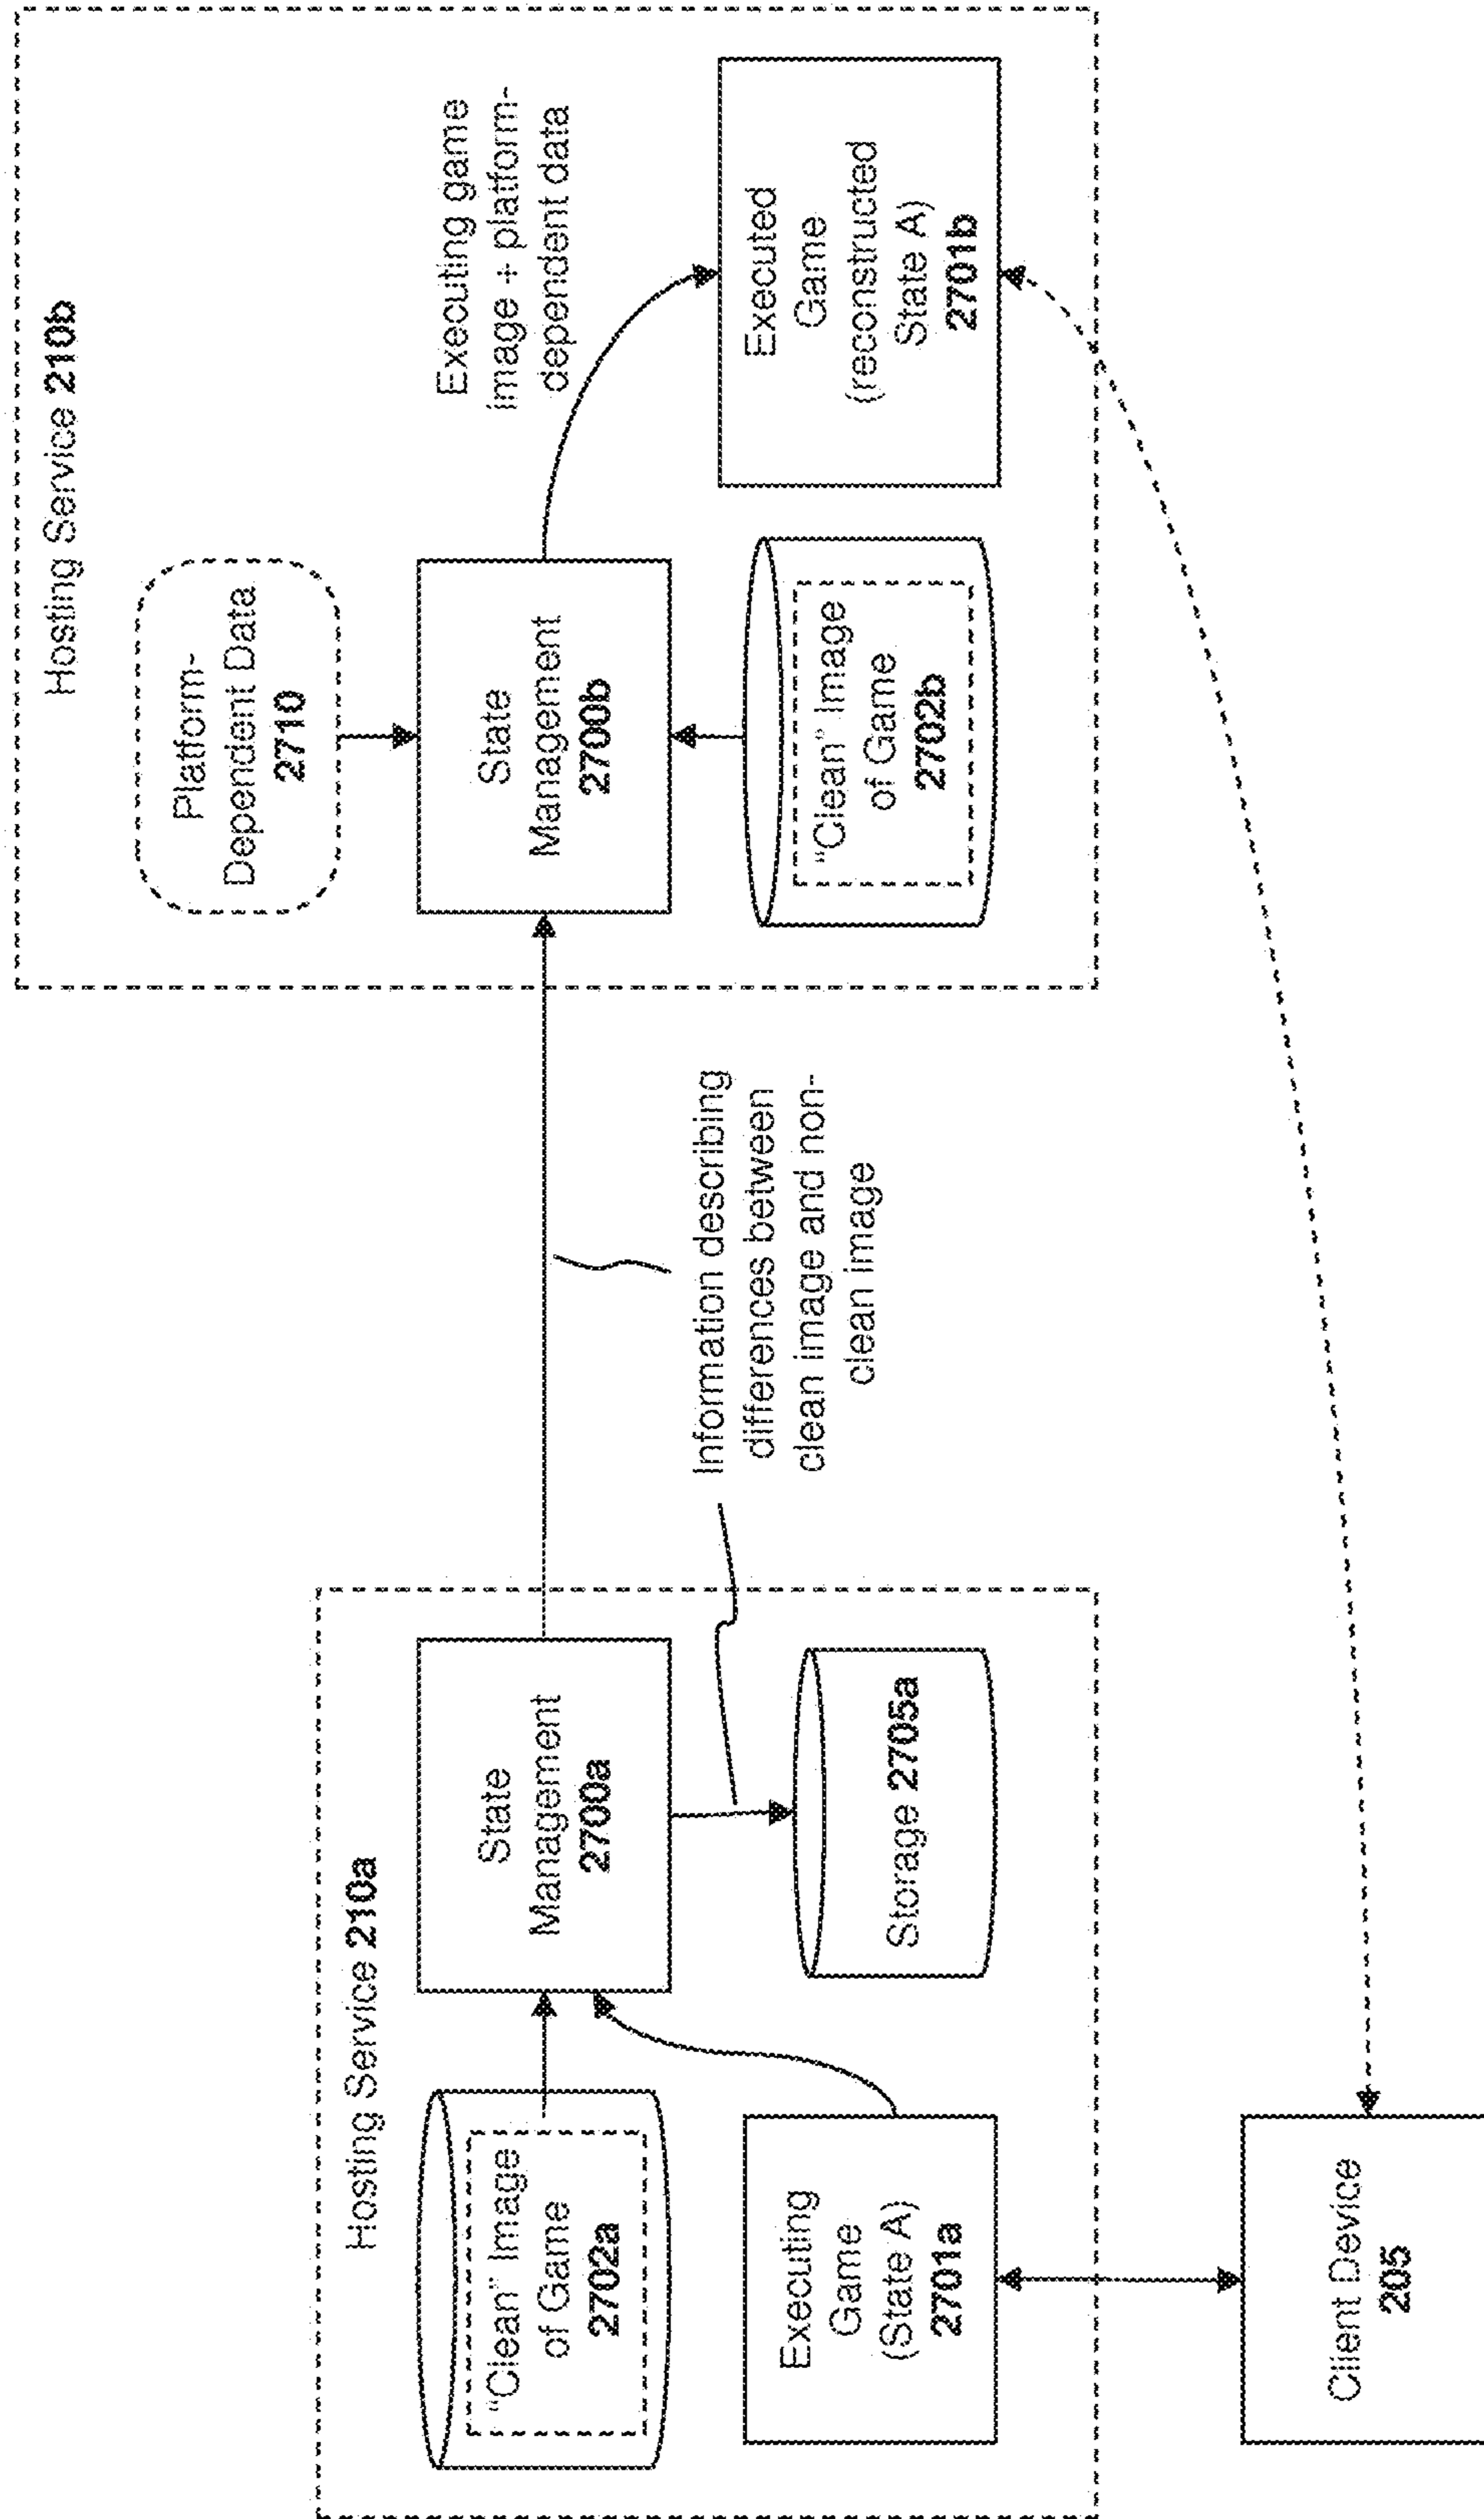 Hosting Service 210a
"Clean" Image
of Game
2702a
Executing
Game
(State A)
2701a
State
Management
2700a
Storage 2705a
Client Device
205
Information describing
differences between
clean image and non-
clean image
Hosting Service 210b
Platform-
Dependent Data
2710
State
Management
2700b
"Clean" Image
of Game
2702b
Executing game
image + platform-
dependent data
Executed
Game
(reconstructed
State A)
2701b